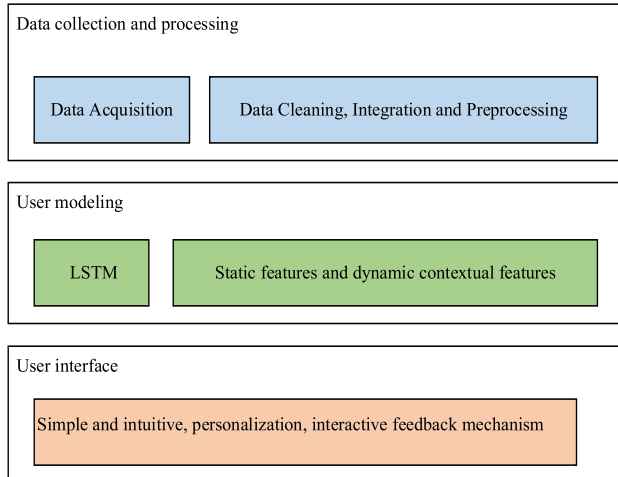 Data collection and processing
Data Acquisition
Data Cleaning, Integration and Preprocessing
User modeling
LSTM
Static features and dynamic contextual features
User interface
Simple and intuitive, personalization, interactive feedback mechanism